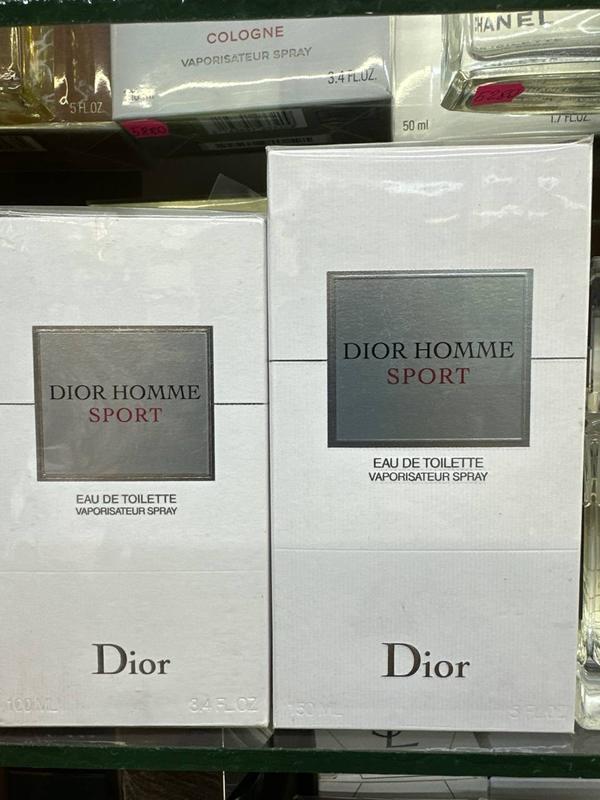 COLOGNE
VAPORISATEUR SPRAY
3.4 FL.OZ.
5 FL.OZ
5280
CHANEL
50 ml
1.7 FL.OZ.
DIOR HOMME
SPORT
EAU DE TOILETTE
VAPORISATEUR SPRAY
Dior
100 ML
3.4 FL.OZ
DIOR HOMME
SPORT
EAU DE TOILETTE
VAPORISATEUR SPRAY
Dior